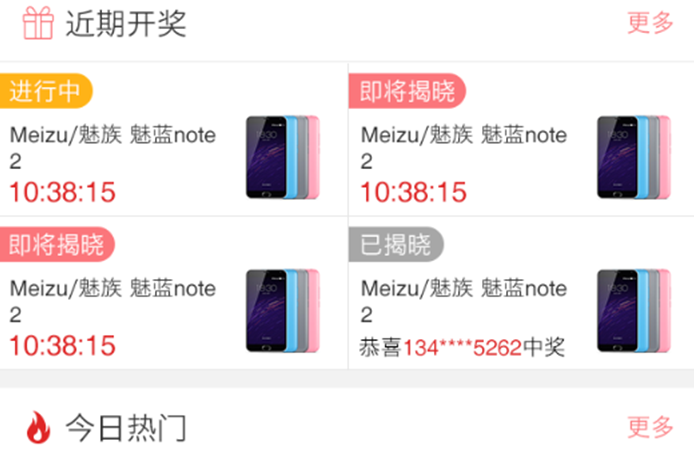 近期开奖 更多
进行中 即将揭晓
Meizu/魅族 魅蓝note 2
10:38:15
Meizu/魅族 魅蓝note 2
10:38:15
即将揭晓 已揭晓
Meizu/魅族 魅蓝note 2
10:38:15
Meizu/魅族 魅蓝note 2
恭喜134****5262中奖
今日热门 更多